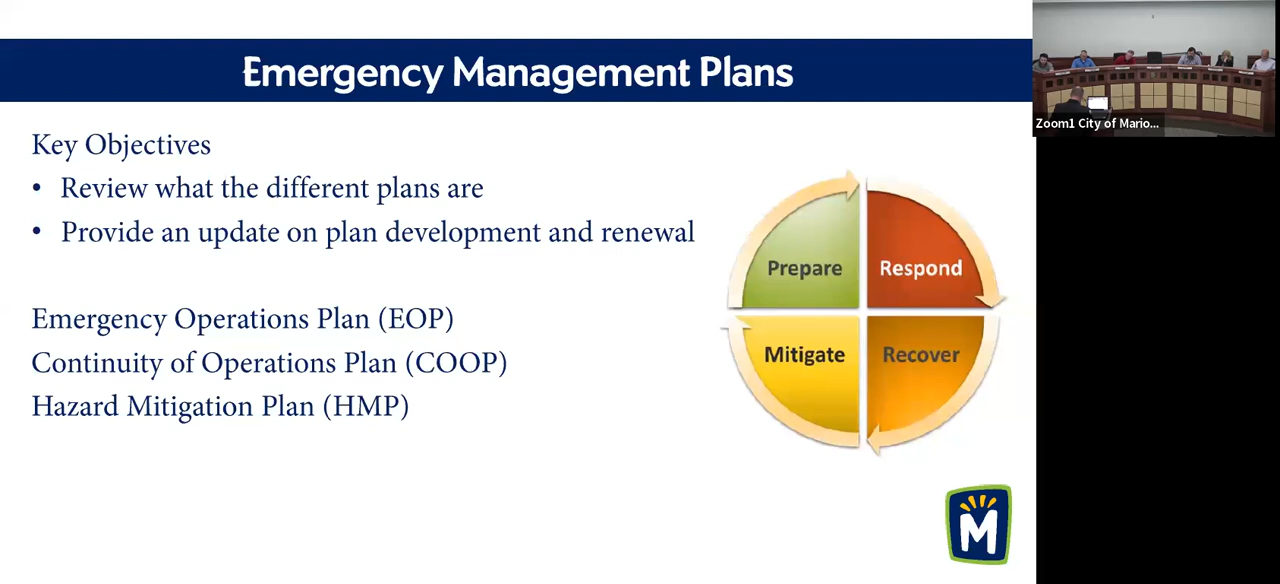 Emergency Management Plans
Key Objectives
• Review what the different plans are
• Provide an update on plan development and renewal
Emergency Operations Plan (EOP)
Continuity of Operations Plan (COOP)
Hazard Mitigation Plan (HMP)
Prepare
Respond
Mitigate
Recover
M
Zoom1 City of Mario...